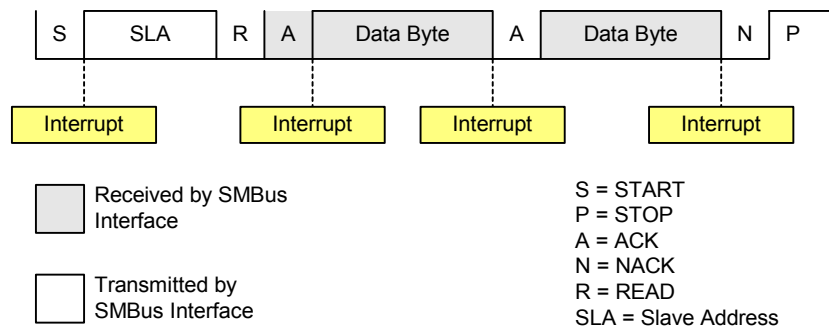 S SLA R A Data Byte A Data Byte N P
Interrupt Interrupt Interrupt Interrupt
Received by SMBus
Interface
Transmitted by
SMBus Interface
S = START
P = STOP
A = ACK
N = NACK
R = READ
SLA = Slave Address